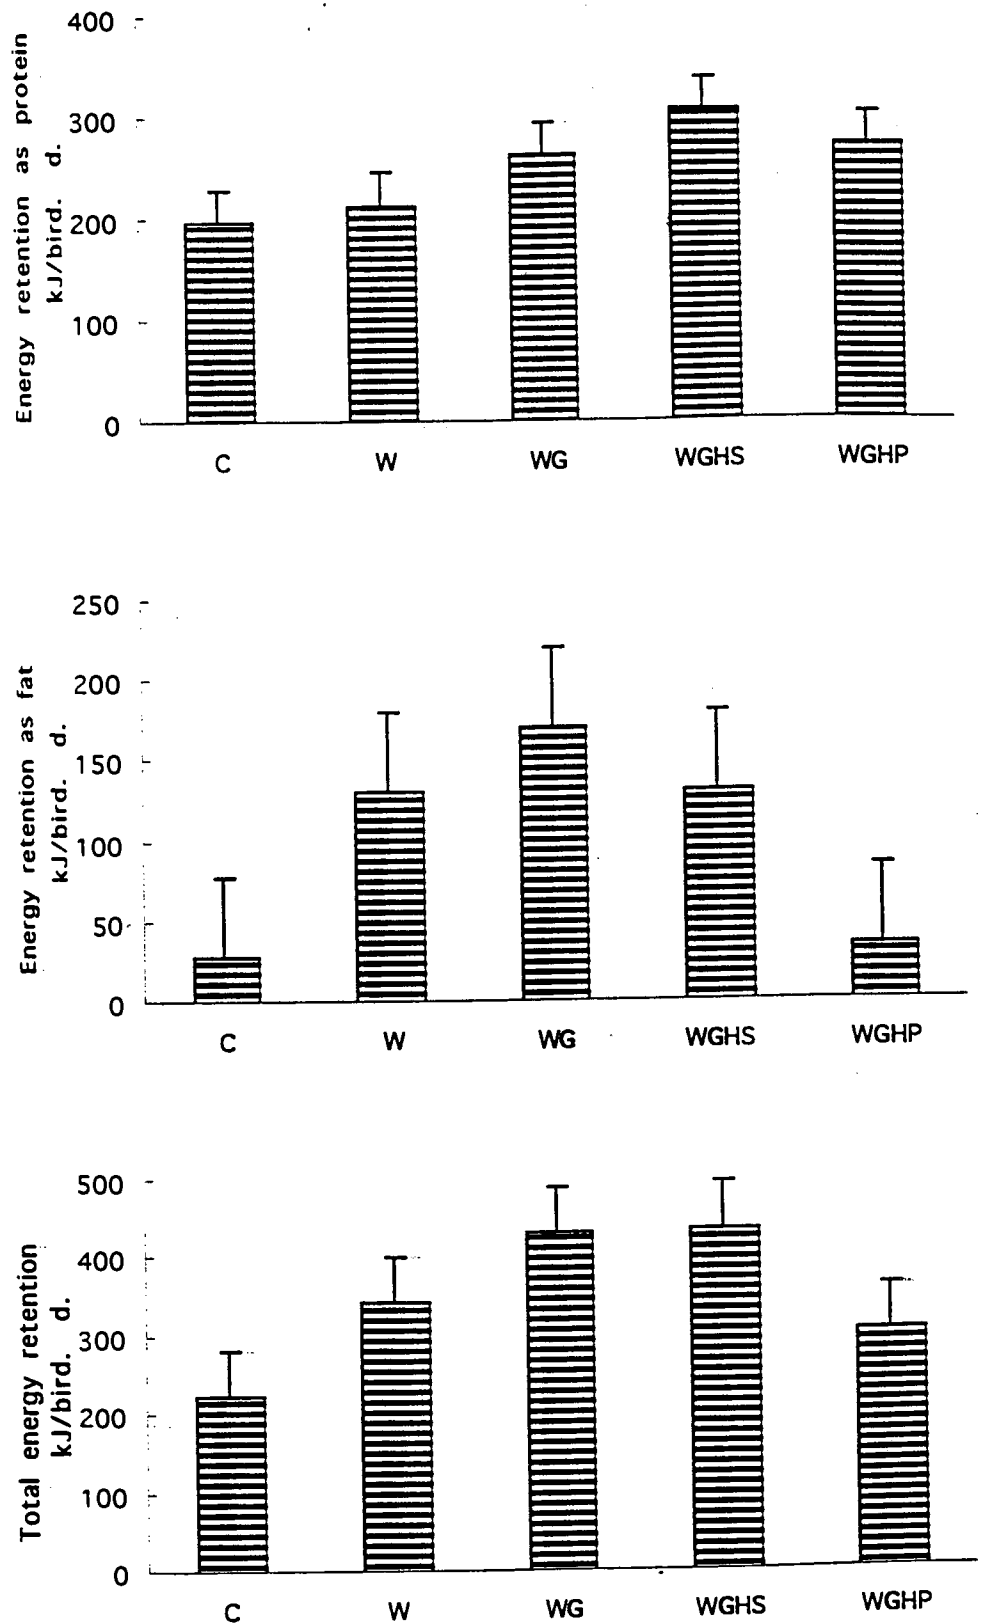 Energy retention as protein
kJ/bird. d.
400
300
200
100
0
C W WG WGHS WGHP
Energy retention as fat
kJ/bird. d.
250
200
150
100
50
0
C W WG WGHS WGHP
Total energy retention
kJ/bird. d.
500
400
300
200
100
0
C W WG WGHS WGHP